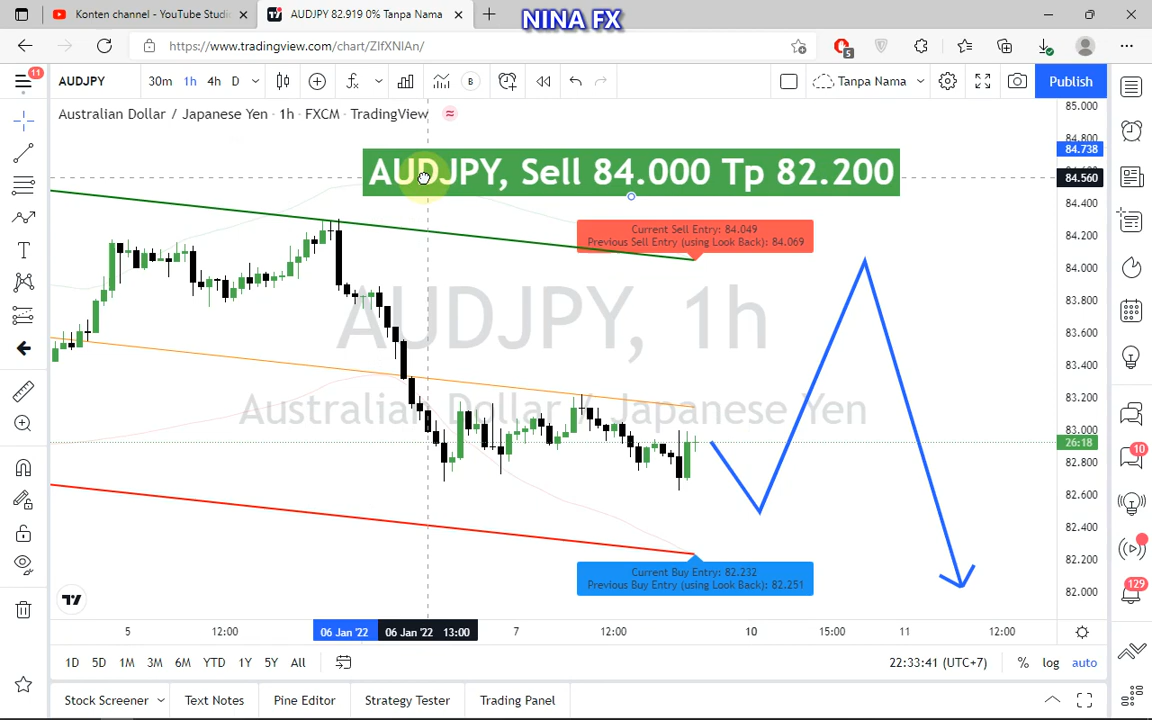 Konten channel - YouTube Studi
AUDJPY 82.919 0% Tanpa Nama
NINA FX
https://www.tradingview.com/chart/ZIfXNIAn/
5
11
AUDJPY
30m 1h 4h D
B
Tanpa Nama
Publish
Australian Dollar / Japanese Yen · 1h · FXCM · TradingView
AUDJPY, Sell 84.000 Tp 82.200
Current Sell Entry: 84.049
Previous Sell Entry (using Look Back): 84.069
AUDJPY, 1h
Australian Dollar / Japanese Yen
Current Buy Entry: 82.232
Previous Buy Entry (using Look Back): 82.251
85.000
84.800
84.738
84.560
84.400
84.200
84.000
83.800
83.600
83.400
83.200
83.000
26:18
82.800
82.600
82.400
82.200
82.000
10
129
5 12:00 06 Jan '22 06 Jan '22 13:00 7 12:00 10 15:00 11 12:00
1D 5D 1M 3M 6M YTD 1Y 5Y All
22:33:41 (UTC+7) % log auto
Stock Screener Text Notes Pine Editor Strategy Tester Trading Panel